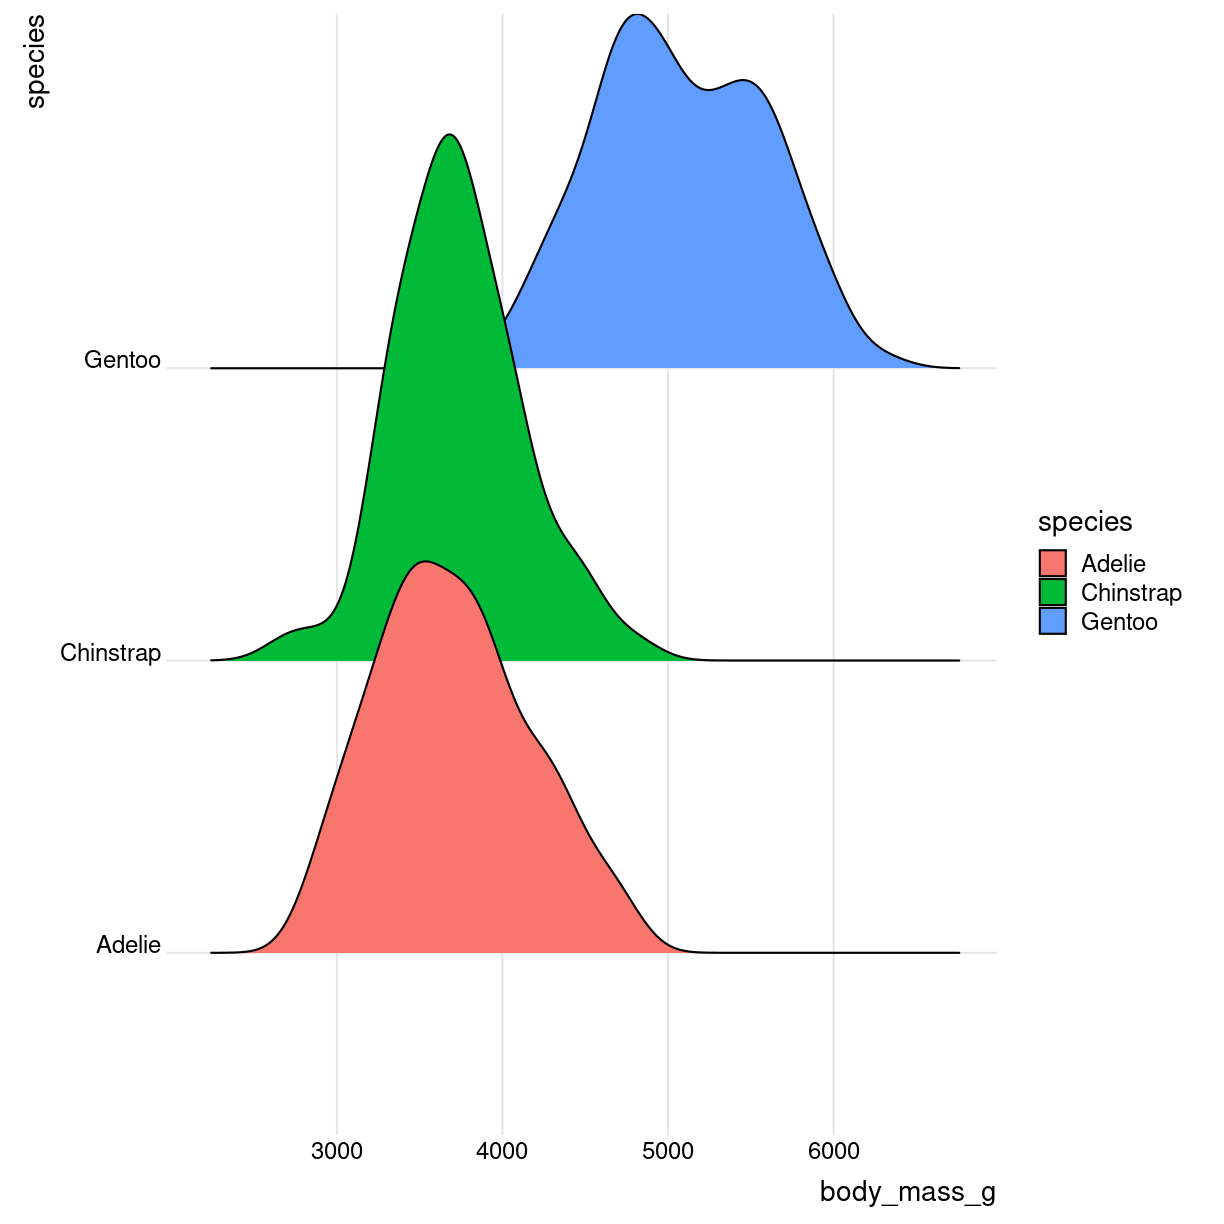 species
Gentoo
Chinstrap
Adelie
3000 4000 5000 6000
body_mass_g
species
Adelie
Chinstrap
Gentoo